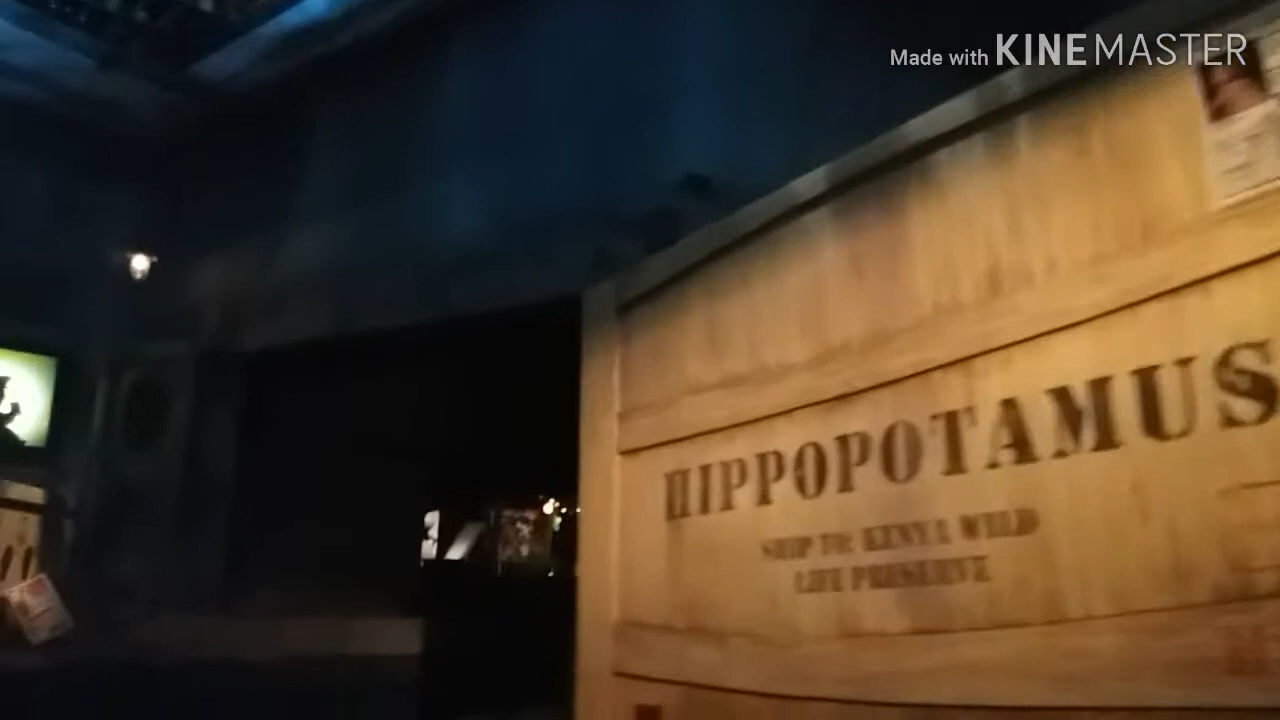 Made with KINEMASTER
HIPPOPOTAMUS
SHIP TO: KENYA WILD
LIFE PRESERVE